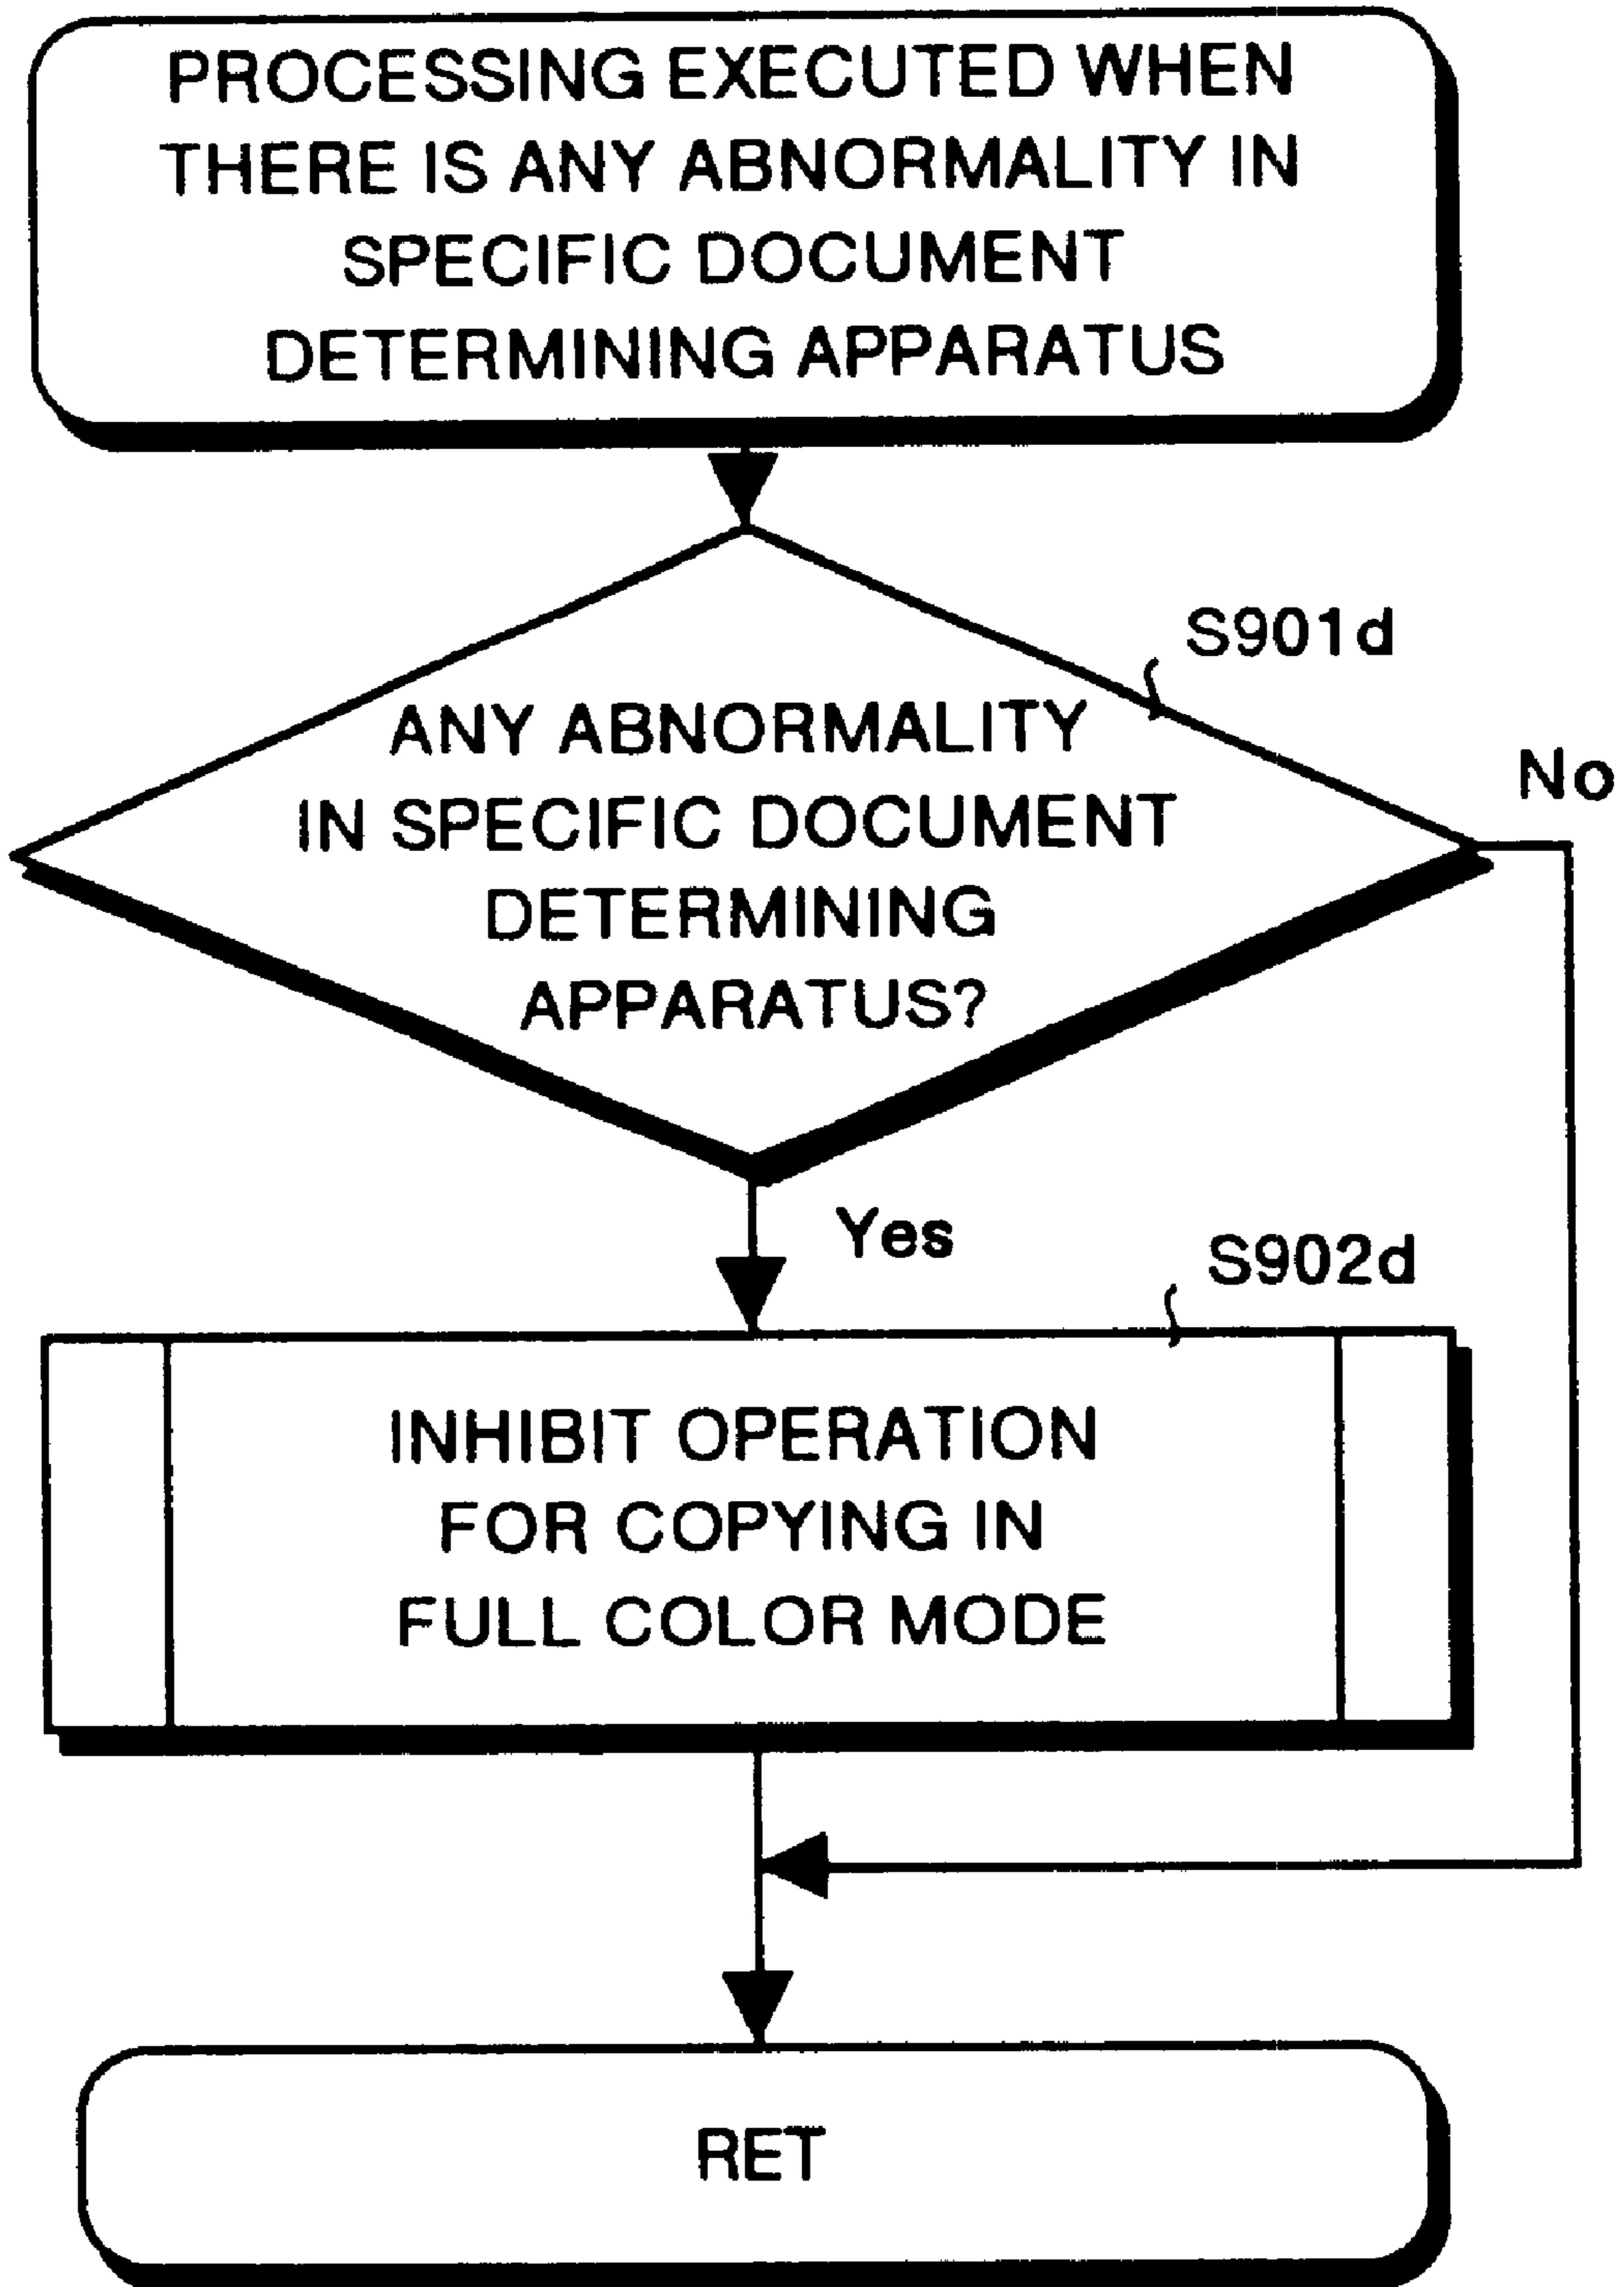 PROCESSING EXECUTED WHEN
THERE IS ANY ABNORMALITY IN
SPECIFIC DOCUMENT
DETERMINING APPARATUS
S901d
ANY ABNORMALITY
IN SPECIFIC DOCUMENT
DETERMINING
APPARATUS?
No
Yes
S902d
INHIBIT OPERATION
FOR COPYING IN
FULL COLOR MODE
RET